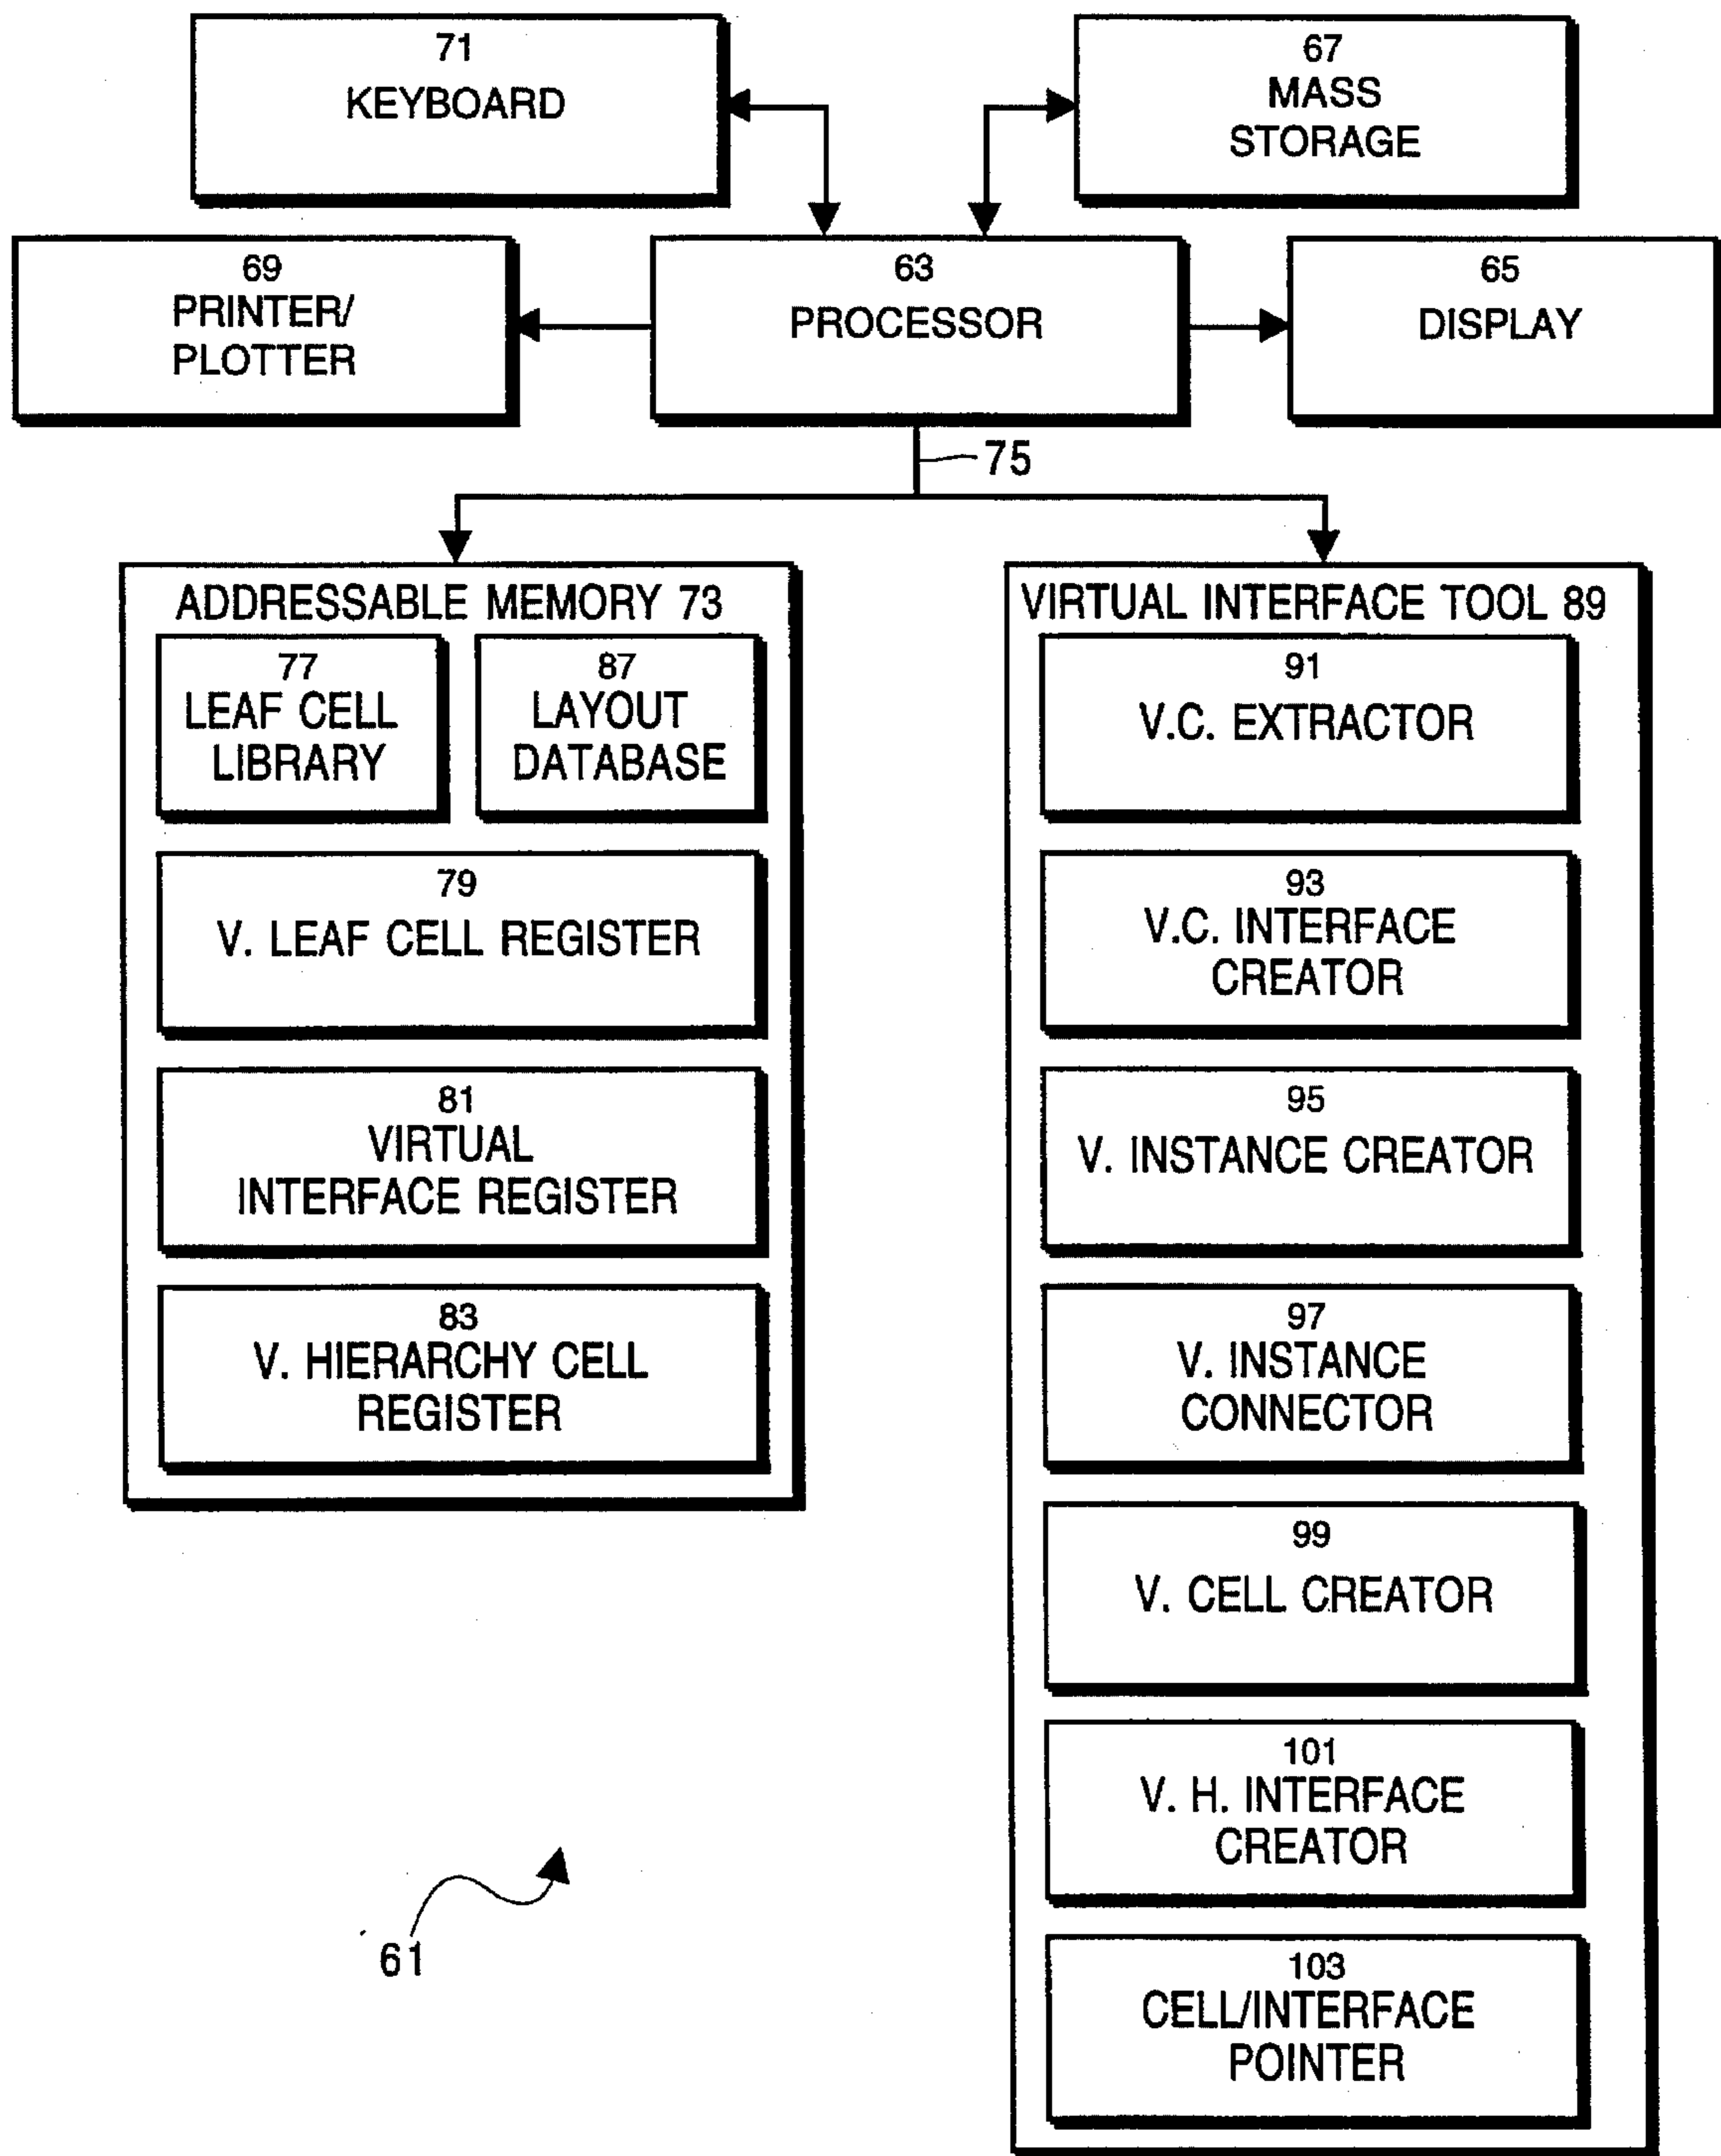 71
KEYBOARD
67
MASS
STORAGE
69
PRINTER/
PLOTTER
63
PROCESSOR
65
DISPLAY
75
ADDRESSABLE MEMORY 73
77
LEAF CELL
LIBRARY
87
LAYOUT
DATABASE
79
V. LEAF CELL REGISTER
81
VIRTUAL
INTERFACE REGISTER
83
V. HIERARCHY CELL
REGISTER
VIRTUAL INTERFACE TOOL 89
91
V.C. EXTRACTOR
93
V.C. INTERFACE
CREATOR
95
V. INSTANCE CREATOR
97
V. INSTANCE
CONNECTOR
99
V. CELL CREATOR
101
V. H. INTERFACE
CREATOR
103
CELL/INTERFACE
POINTER
61